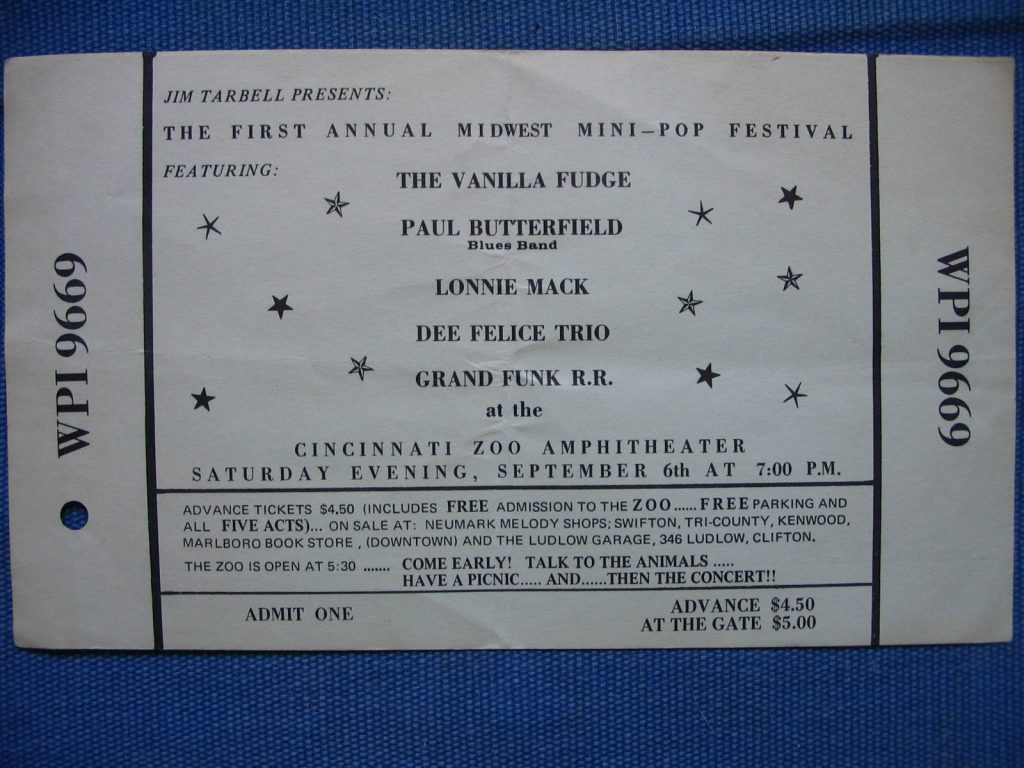 WPI 9669
JIM TARBELL PRESENTS:
THE FIRST ANNUAL MIDWEST MINI-POP FESTIVAL
FEATURING:
THE VANILLA FUDGE
PAUL BUTTERFIELD
Blues Band
LONNIE MACK
DEE FELICE TRIO
GRAND FUNK R.R.
at the
CINCINNATI ZOO AMPHITHEATER
SATURDAY EVENING, SEPTEMBER 6th AT 7:00 P.M.
ADVANCE TICKETS $4.50 (INCLUDES FREE ADMISSION TO THE ZOO......FREE PARKING AND
ALL FIVE ACTS)... ON SALE AT: NEUMARK MELODY SHOPS; SWIFTON, TRI-COUNTY, KENWOOD,
MARLBORO BOOK STORE , (DOWNTOWN) AND THE LUDLOW GARAGE, 346 LUDLOW, CLIFTON.
THE ZOO IS OPEN AT 5:30 ....... COME EARLY! TALK TO THE ANIMALS .....
HAVE A PICNIC..... AND......THEN THE CONCERT!!
ADMIT ONE
ADVANCE $4.50
AT THE GATE $5.00
WPI 9669